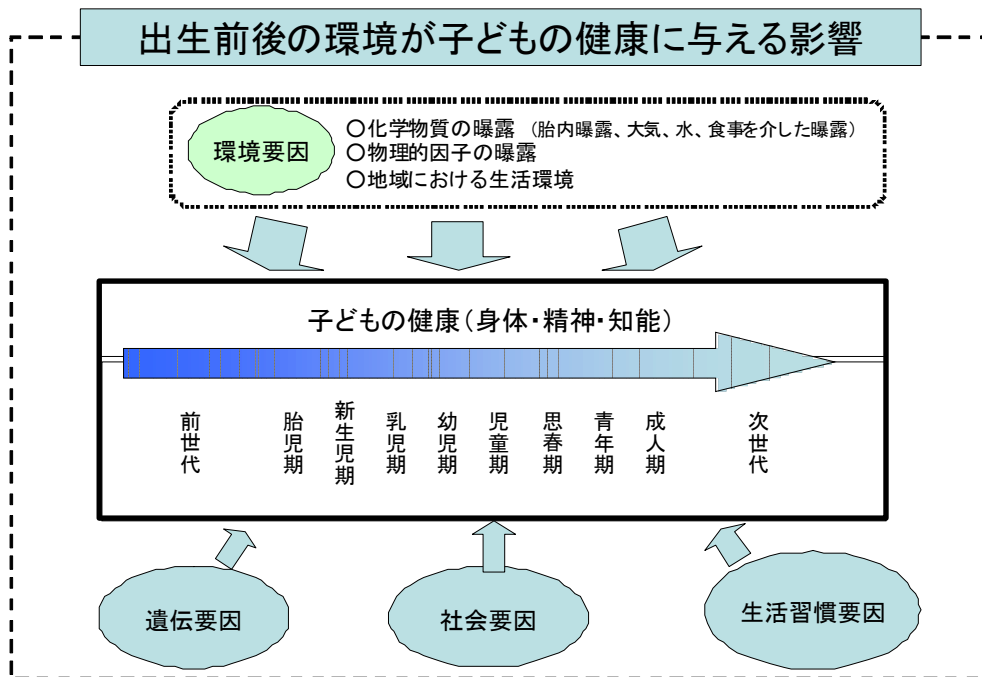 出生前後の環境が子どもの健康に与える影響
環境要因
○化学物質の曝露 (胎内曝露、大気、水、食事を介した曝露)
○物理的因子の曝露
○地域における生活環境
子どもの健康(身体・精神・知能)
前世代
胎児期
新生児期
乳児期
幼児期
児童期
思春期
青年期
成人期
次世代
遺伝要因
社会要因
生活習慣要因